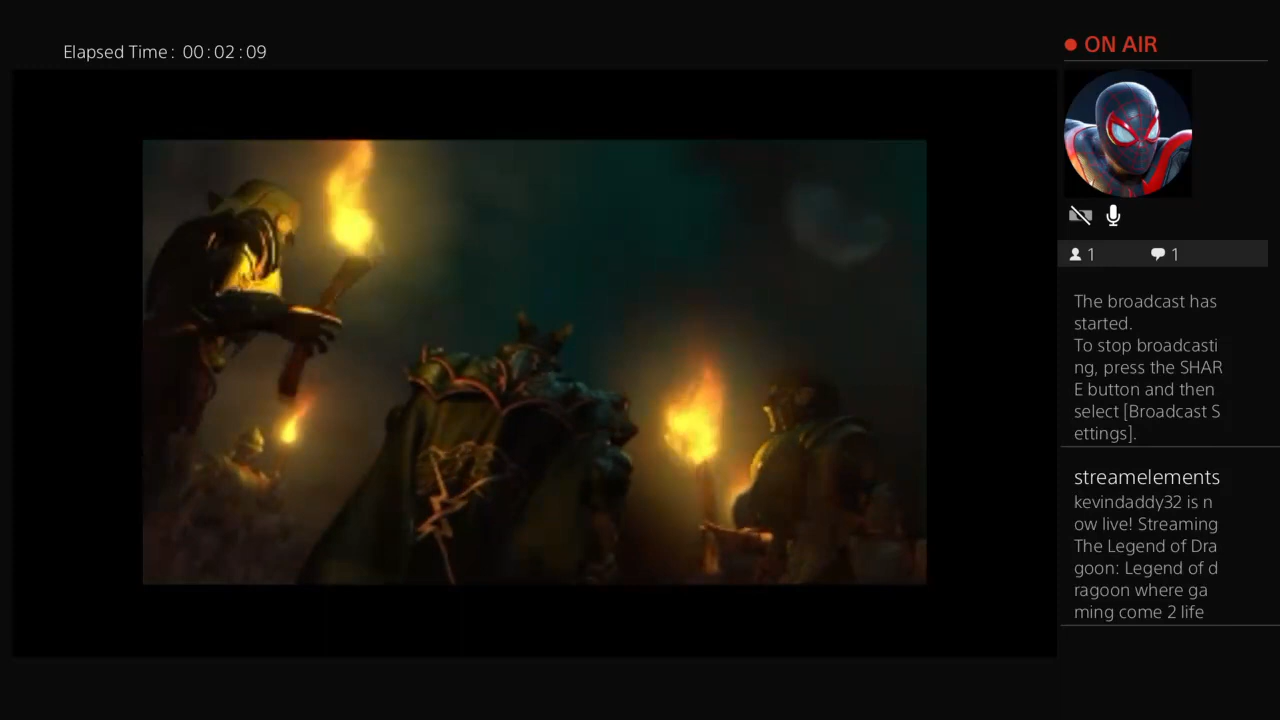 Elapsed Time: 00:02:09
ON AIR
1
1
The broadcast has
started.
To stop broadcasti
ng, press the SHAR
E button and then
select [Broadcast S
ettings].
streamelements
kevindaddy32 is n
ow live! Streaming
The Legend of Dra
goon: Legend of d
ragoon where ga
ming come 2 life